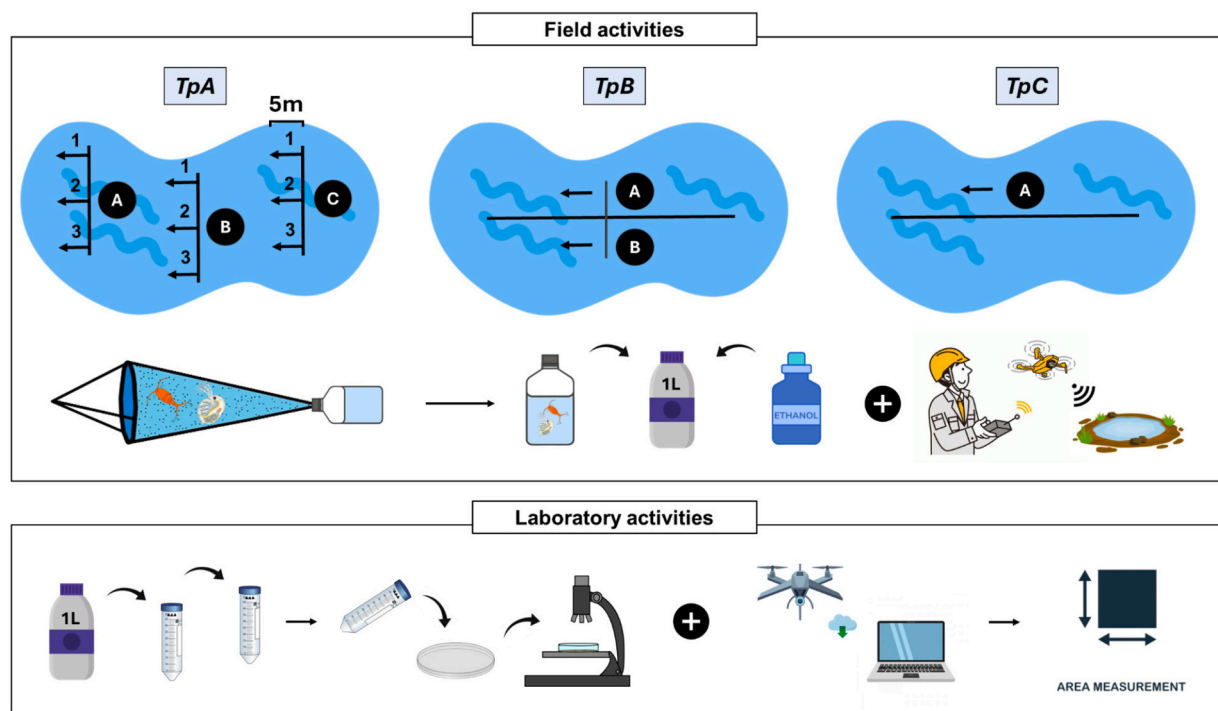 Field activities
TpA
TpB
TpC
5m
1
2
3
A
1
2
3
B
1
2
3
C
A
B
A
1L
ETHANOL
Laboratory activities
1L
AREA MEASUREMENT